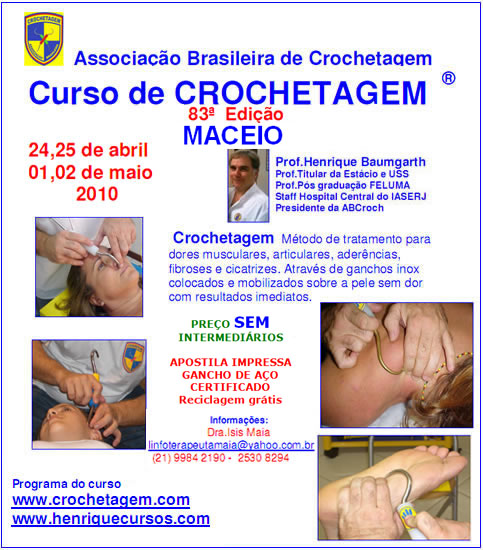 CROCHETAGEM
Associação Brasileira de Crochetagem
Curso de CROCHETAGEM ®
83ª Edição
MACEIO
24,25 de abril
01,02 de maio
2010
Prof.Henrique Baumgarth
Prof.Titular da Estácio e USS
Prof.Pós graduação FELUMA
Staff Hospital Central do IASERJ
Presidente da ABCroch
Crochetagem Método de tratamento para
dores musculares, articulares, aderências,
fibroses e cicatrizes. Através de ganchos inox
colocados e mobilizados sobre a pele sem dor
com resultados imediatos.
PREÇO SEM
INTERMEDIÁRIOS
APOSTILA IMPRESSA
GANCHO DE AÇO
CERTIFICADO
Reciclagem grátis
Informações:
Dra.Isis Maia
linfoterapeutamaia@yahoo.com.br
(21) 9984 2190 - 2530 8294
Programa do curso
www.crochetagem.com
www.henriquecursos.com